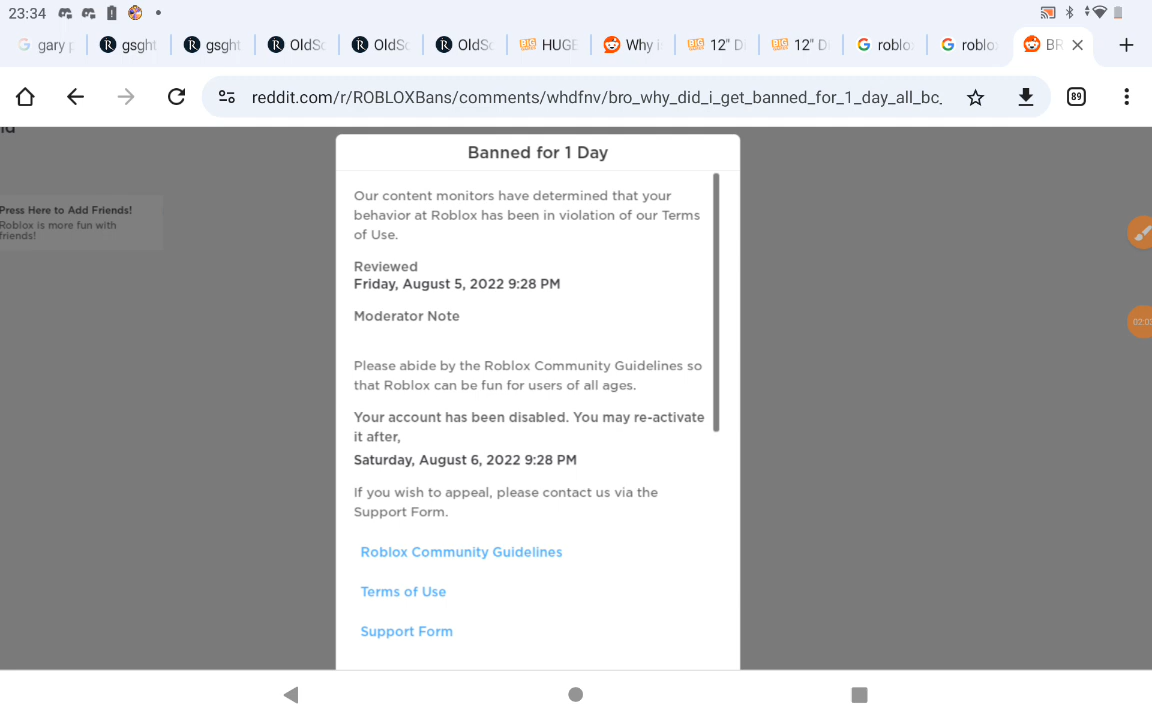 23:34
gary p
gsght
gsght
OldSc
OldSc
OldSc
HUGE
Why i
12" D
12" D
roblo
roblo
BR
reddit.com/r/ROBLOXBans/comments/whdfnv/bro_why_did_i_get_banned_for_1_day_all_bc.
89
Banned for 1 Day
Our content monitors have determined that your
behavior at Roblox has been in violation of our Terms
of Use.
Press Here to Add Friends!
Roblox is more fun with
friends!
Reviewed
Friday, August 5, 2022 9:28 PM
Moderator Note
02:03
Please abide by the Roblox Community Guidelines so
that Roblox can be fun for users of all ages.
Your account has been disabled. You may re-activate
it after,
Saturday, August 6, 2022 9:28 PM
If you wish to appeal, please contact us via the
Support Form.
Roblox Community Guidelines
Terms of Use
Support Form